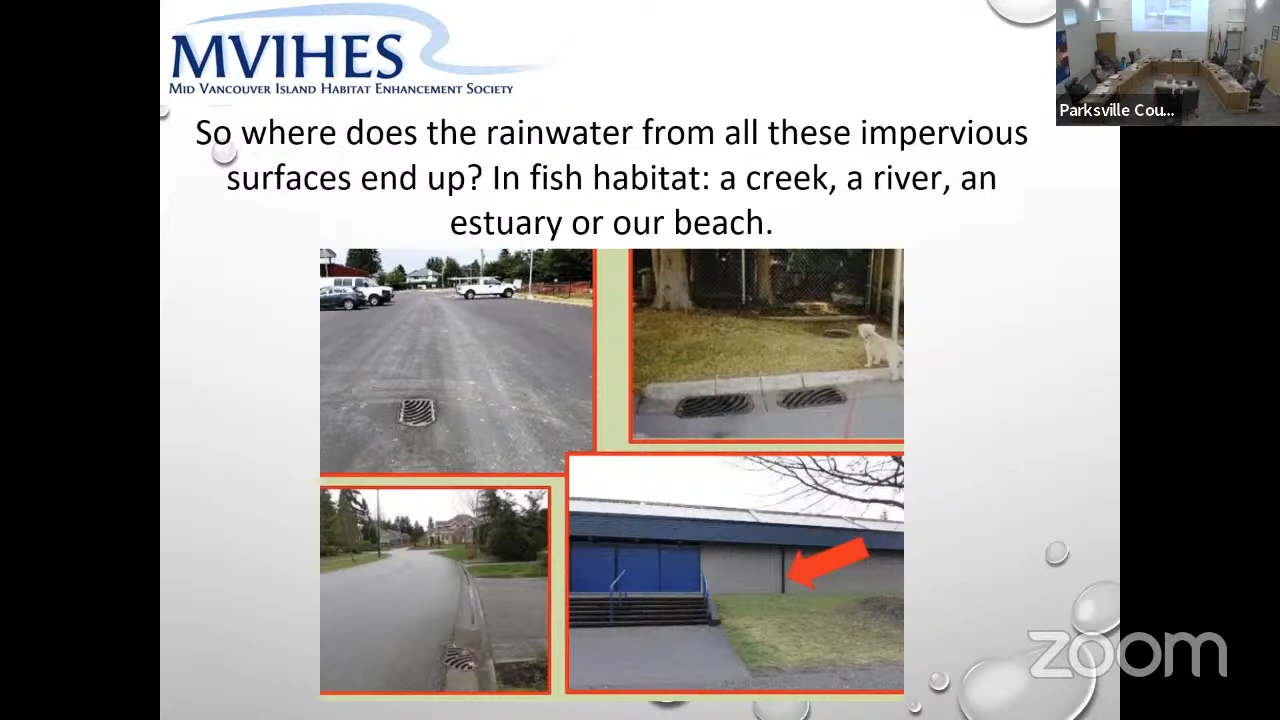 MVIHES
MID VANCOUVER ISLAND HABITAT ENHANCEMENT SOCIETY
Parksville Cou...
So where does the rainwater from all these impervious
surfaces end up? In fish habitat: a creek, a river, an
estuary or our beach.
zoom